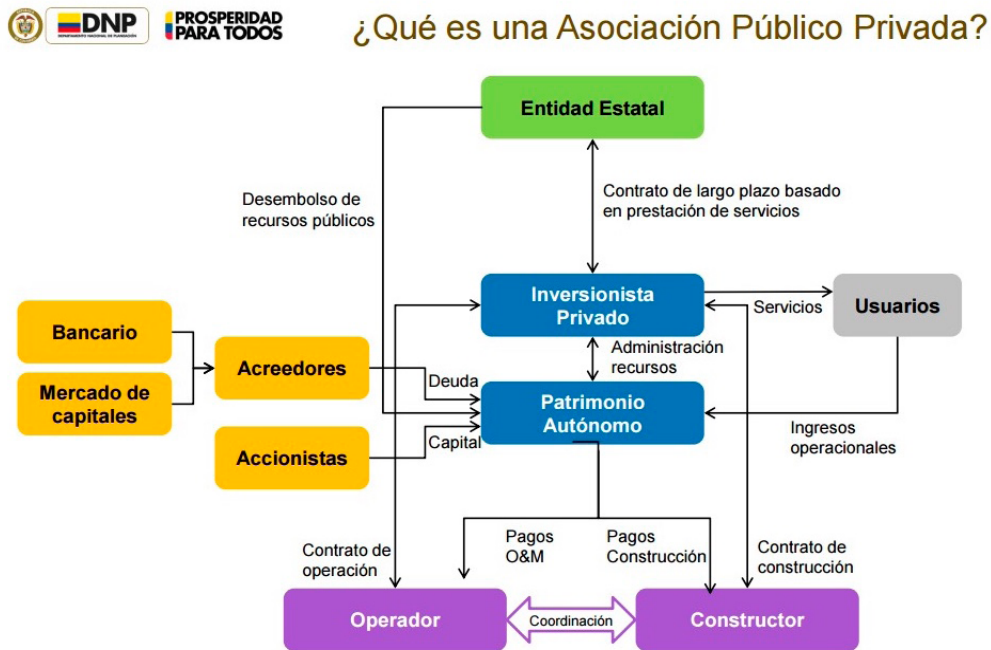 DNP
DEPARTAMENTO NACIONAL DE PLANEACIÓN
PROSPERIDAD
PARA TODOS
¿Qué es una Asociación Público Privada?
Entidad Estatal
Desembolso de
recursos públicos
Contrato de largo plazo basado
en prestación de servicios
Inversionista
Privado
Servicios
Usuarios
Bancario
Mercado de
capitales
Acreedores
Accionistas
Administración
recursos
Deuda
Capital
Patrimonio
Autónomo
Ingresos
operacionales
Contrato de
operación
Pagos
O&M
Pagos
Construcción
Contrato de
construcción
Operador
Coordinación
Constructor